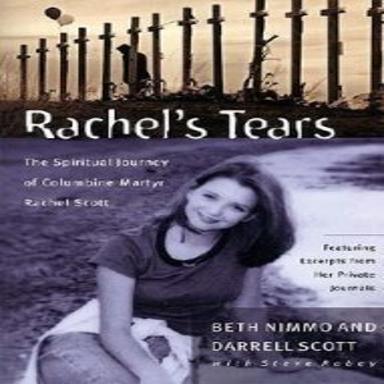 Rachel's Tears
The Spiritual Journey
of Columbine Martyr
Rachel Scott
Featuring
Excerpts from
Her Private
Journals
BETH NIMMO AND
DARRELL SCOTT
with Steve Rabey